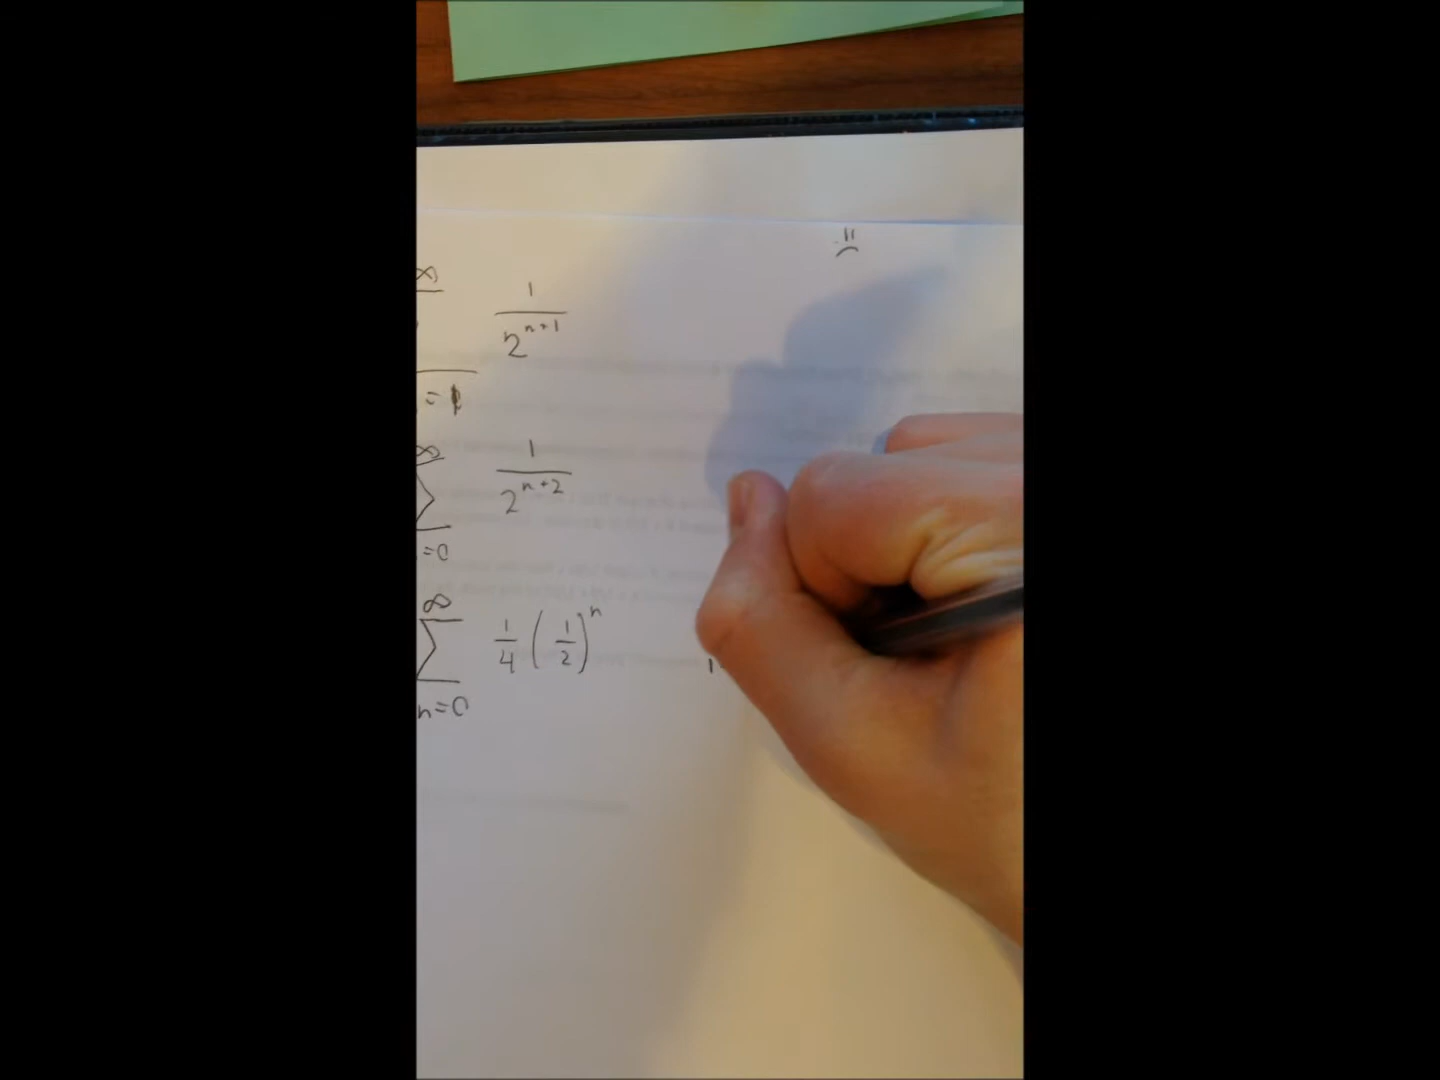 ∞
1
2^{n+1}
=1
∞
1
2^{n+2}
Σ
=0
∞
Σ 1/4 (1/2)^n
n=0